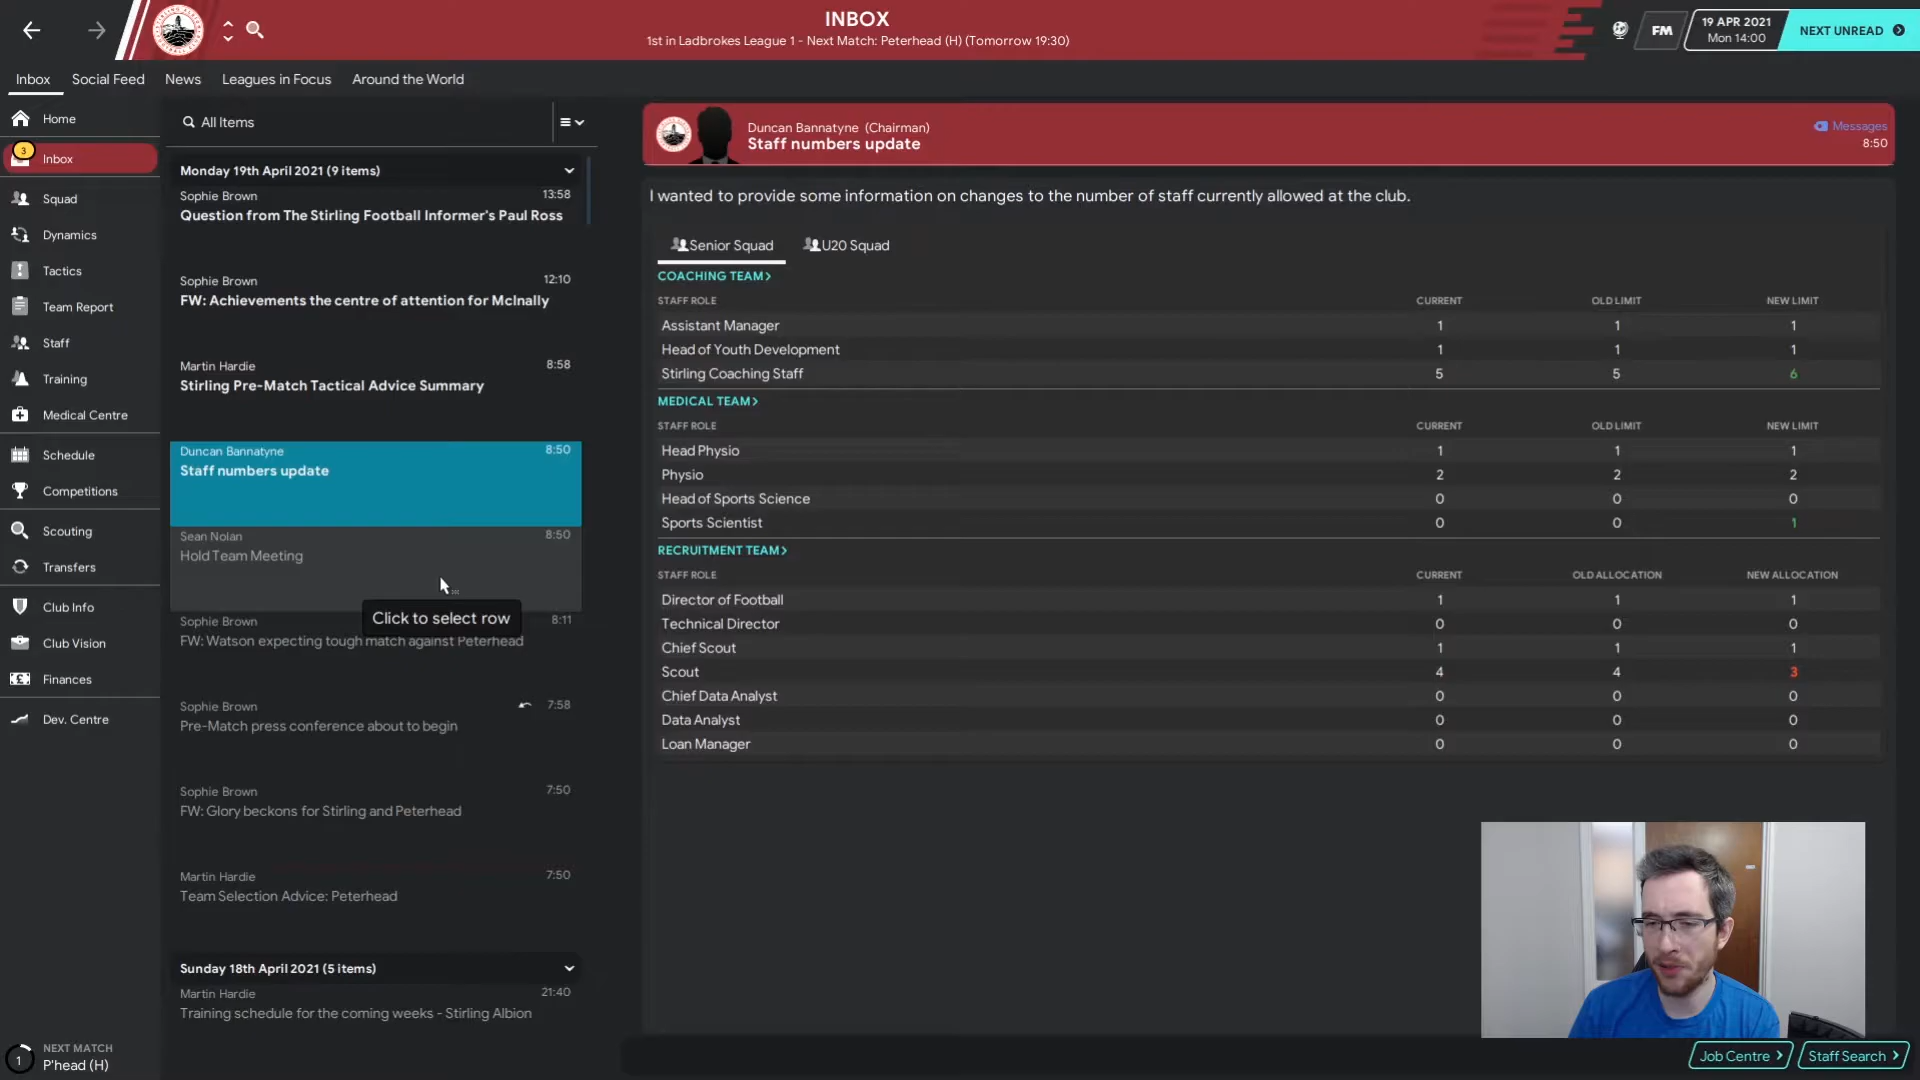 INBOX
1st in Ladbrokes League 1 - Next Match: Peterhead (H) (Tomorrow 19:30)
FM
19 APR 2021
Mon 14:00
NEXT UNREAD
Inbox
Social Feed
News
Leagues in Focus
Around the World
Home
3
Inbox
Squad
Dynamics
Tactics
Team Report
Staff
Training
Medical Centre
Schedule
Competitions
Scouting
Transfers
Club Info
Club Vision
Finances
Dev. Centre
1
NEXT MATCH
P'head (H)
All Items
Monday 19th April 2021 (9 items)
Sophie Brown 13:58
Question from The Stirling Football Informer's Paul Ross
Sophie Brown 12:10
FW: Achievements the centre of attention for McInally
Martin Hardie 8:58
Stirling Pre-Match Tactical Advice Summary
Duncan Bannatyne 8:50
Staff numbers update
Sean Nolan 8:50
Hold Team Meeting
Click to select row
Sophie Brown 8:11
FW: Watson expecting tough match against Peterhead
Sophie Brown 7:58
Pre-Match press conference about to begin
Sophie Brown 7:50
FW: Glory beckons for Stirling and Peterhead
Martin Hardie 7:50
Team Selection Advice: Peterhead
Sunday 18th April 2021 (5 items)
Martin Hardie 21:40
Training schedule for the coming weeks - Stirling Albion
Duncan Bannatyne (Chairman)
Staff numbers update
Messages
8:50
I wanted to provide some information on changes to the number of staff currently allowed at the club.
Senior Squad
U20 Squad
COACHING TEAM>
STAFF ROLE CURRENT OLD LIMIT NEW LIMIT
Assistant Manager 1 1 1
Head of Youth Development 1 1 1
Stirling Coaching Staff 5 5 6
MEDICAL TEAM>
STAFF ROLE CURRENT OLD LIMIT NEW LIMIT
Head Physio 1 1 1
Physio 2 2 2
Head of Sports Science 0 0 0
Sports Scientist 0 0 1
RECRUITMENT TEAM>
STAFF ROLE CURRENT OLD ALLOCATION NEW ALLOCATION
Director of Football 1 1 1
Technical Director 0 0 0
Chief Scout 1 1 1
Scout 4 4 3
Chief Data Analyst 0 0 0
Data Analyst 0 0 0
Loan Manager 0 0 0
Job Centre >
Staff Search >